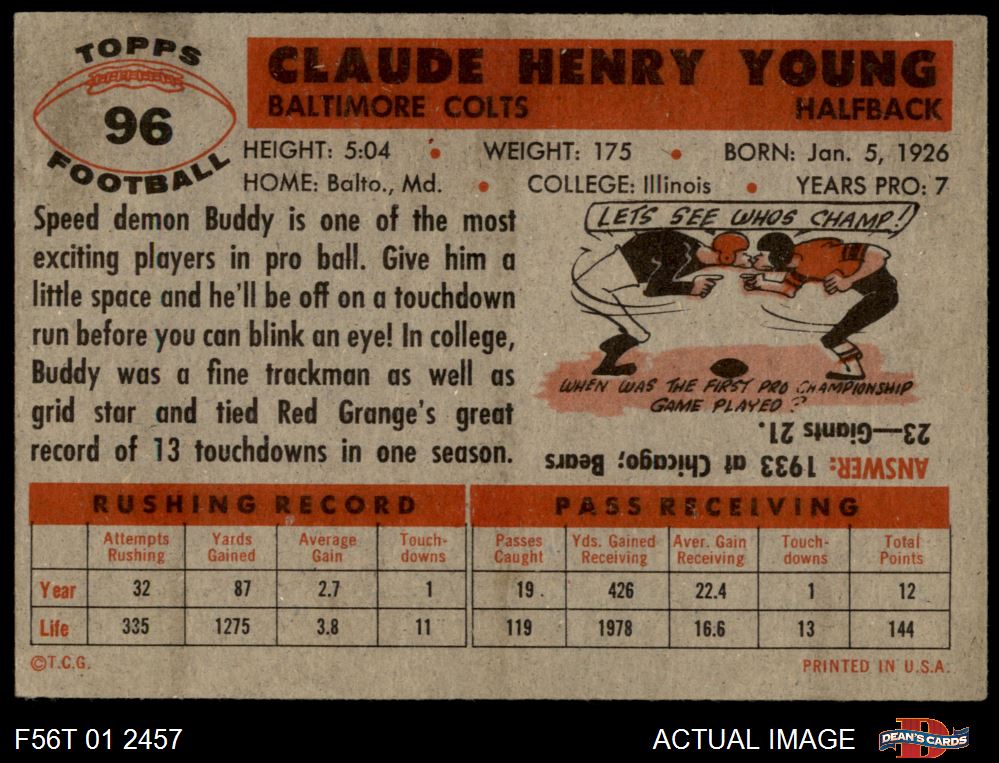 TOPPS
96
FOOTBALL
CLAUDE HENRY YOUNG
BALTIMORE COLTS HALFBACK
HEIGHT: 5:04 • WEIGHT: 175 • BORN: Jan. 5, 1926
HOME: Balto., Md. • COLLEGE: Illinois • YEARS PRO: 7
Speed demon Buddy is one of the most
exciting players in pro ball. Give him a
little space and he'll be off on a touchdown
run before you can blink an eye! In college,
Buddy was a fine trackman as well as
grid star and tied Red Grange's great
record of 13 touchdowns in one season.
LETS SEE WHOS CHAMP!
WHEN WAS THE FIRST PRO CHAMPIONSHIP
GAME PLAYED?
ANSWER: 1933 at Chicago; Bears
23—Giants 21.
RUSHING RECORD PASS RECEIVING
Attempts Rushing Yards Gained Average Gain Touch-downs Passes Caught Yds. Gained Receiving Aver. Gain Receiving Touch-downs Total Points
Year 32 87 2.7 1 19 426 22.4 1 12
Life 335 1275 3.8 11 119 1978 16.6 13 144
©T.C.G. PRINTED IN U.S.A.
F56T 01 2457 ACTUAL IMAGE DEAN'S CARDS